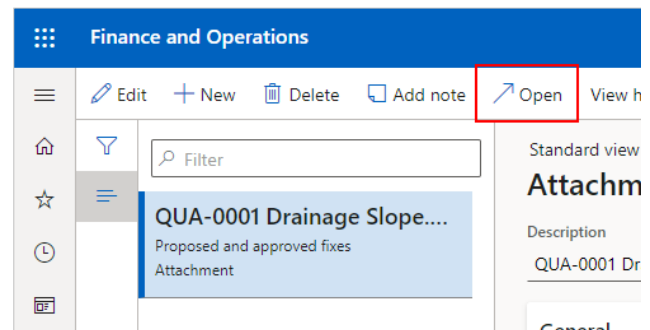 Finance and Operations
Edit New Delete Add note Open View h
Filter
QUA-0001 Drainage Slope....
Proposed and approved fixes
Attachment
Standard view
Attachm
Description
QUA-0001 Dr
General